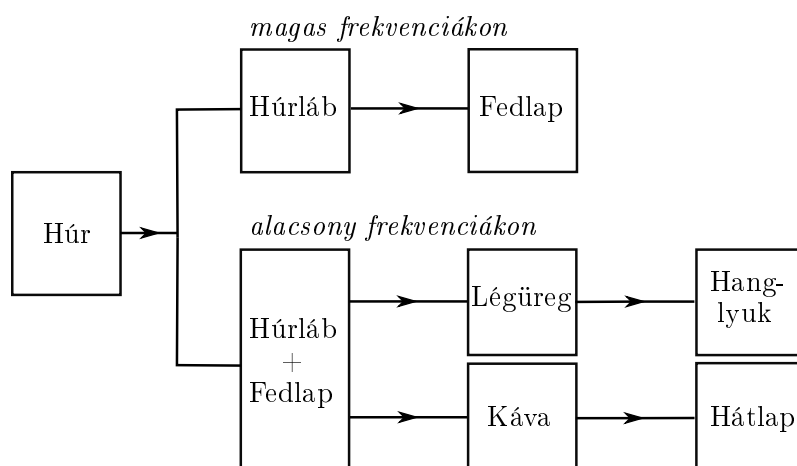 magas frekvenciákon
Húrláb
Fedlap
Húr
alacsony frekvenciákon
Húrláb
+
Fedlap
Légüreg
Hang-
lyuk
Káva
Hátlap